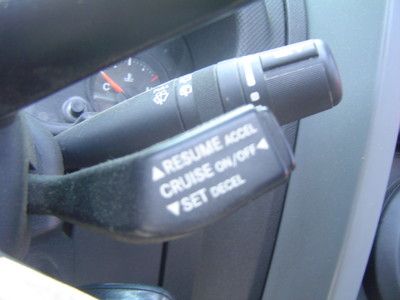 C
▲RESUME ACCEL
CRUISE ON/OFF◄
▼SET DECEL